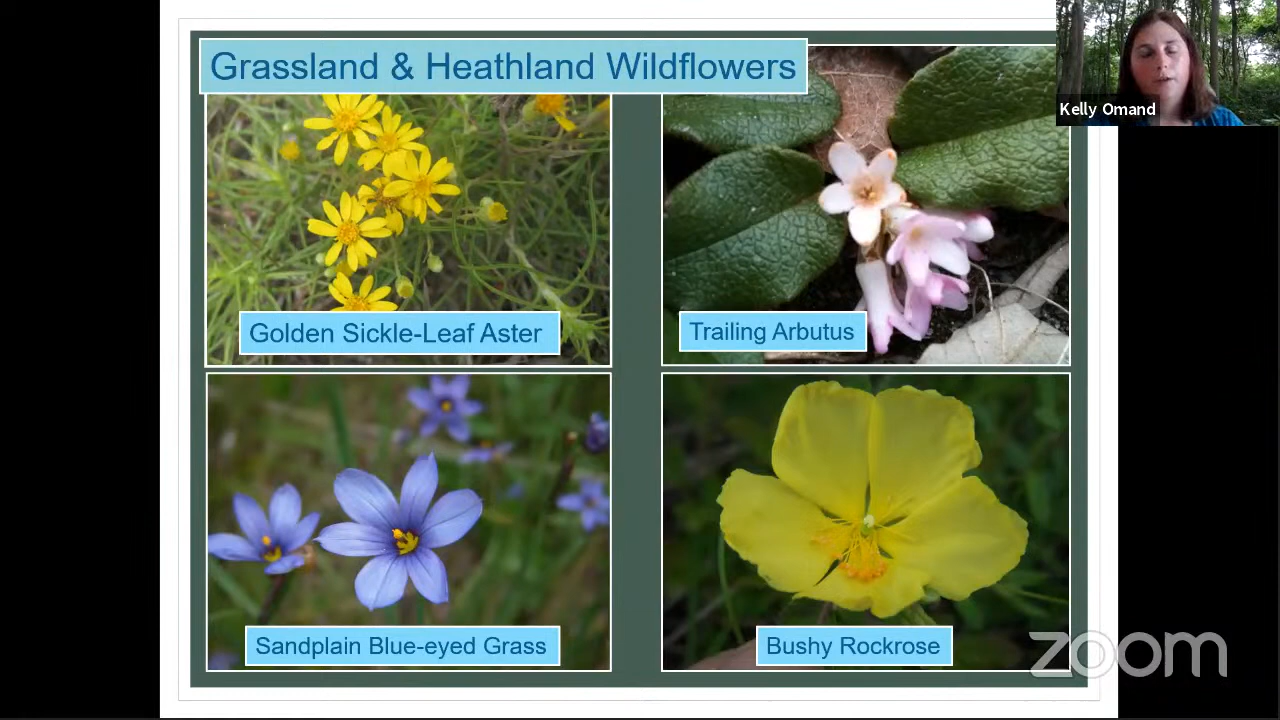 Grassland & Heathland Wildflowers
Kelly Omand
Golden Sickle-Leaf Aster
Trailing Arbutus
Sandplain Blue-eyed Grass
Bushy Rockrose
zoom